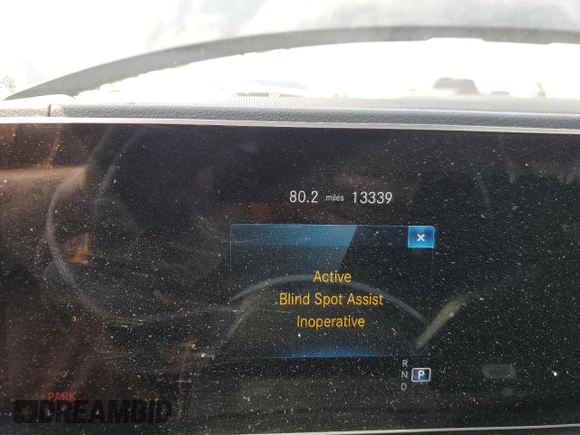 80.2 miles 13339
×
Active
Blind Spot Assist
Inoperative
R
N P
D
PARK
DREAMBID